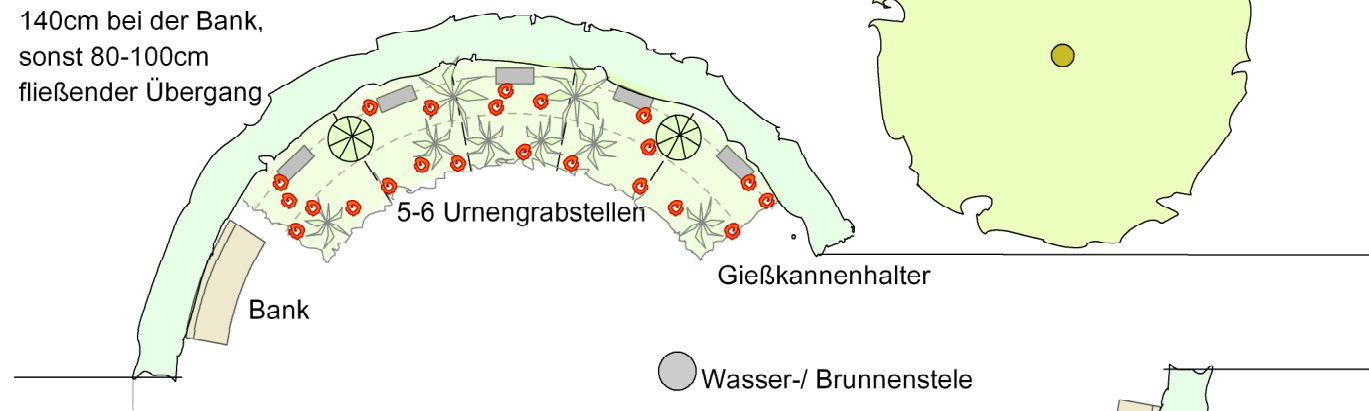 140cm bei der Bank,
sonst 80-100cm
fließender Übergang
5-6 Urnengrabstellen
Gießkannenhalter
Bank
Wasser-/ Brunnenstele